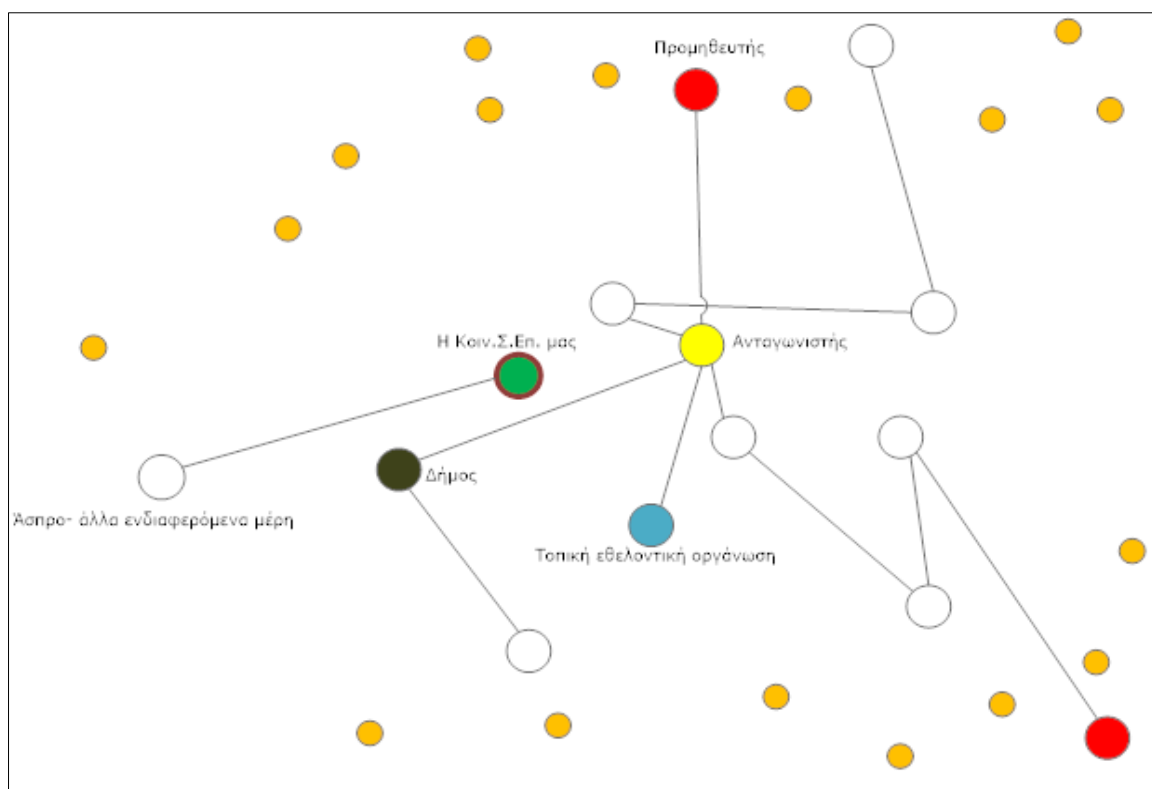 Προμηθευτής
Η Κοιν.Σ.Επ. μας
Ανταγωνιστής
Δήμος
Άσπρο- άλλα ενδιαφερόμενα μέρη
Τοπική εθελοντική οργάνωση